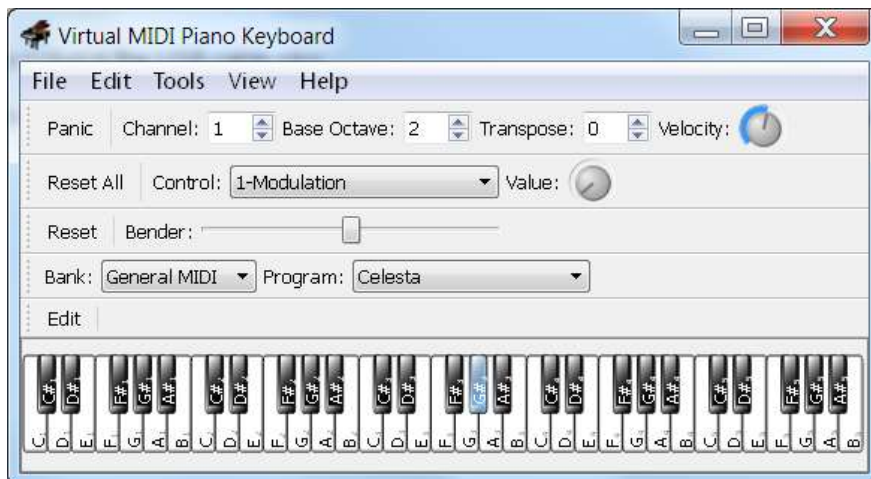 Virtual MIDI Piano Keyboard
File Edit Tools View Help
Panic Channel: 1 Base Octave: 2 Transpose: 0 Velocity:
Reset All Control: 1-Modulation Value:
Reset Bender:
Bank: General MIDI Program: Celesta
Edit
C# D# F# G# A# C# D# F# G# A# C# D# F# G# A# C# D# F# G# A# C# D# F# G# A#
C D E F G A B C D E F G A B C D E F G A B C D E F G A B C D E F G A B